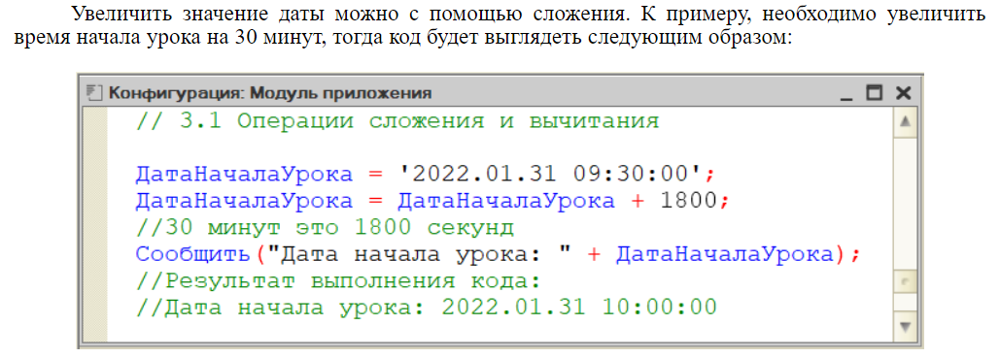 Увеличить значение даты можно с помощью сложения. К примеру, необходимо увеличить
время начала урока на 30 минут, тогда код будет выглядеть следующим образом:
Конфигурация: Модуль приложения
// 3.1 Операции сложения и вычитания
ДатаНачалаУрока = '2022.01.31 09:30:00';
ДатаНачалаУрока = ДатаНачалаУрока + 1800;
//30 минут это 1800 секунд
Сообщить("Дата начала урока: " + ДатаНачалаУрока);
//Результат выполнения кода:
//Дата начала урока: 2022.01.31 10:00:00